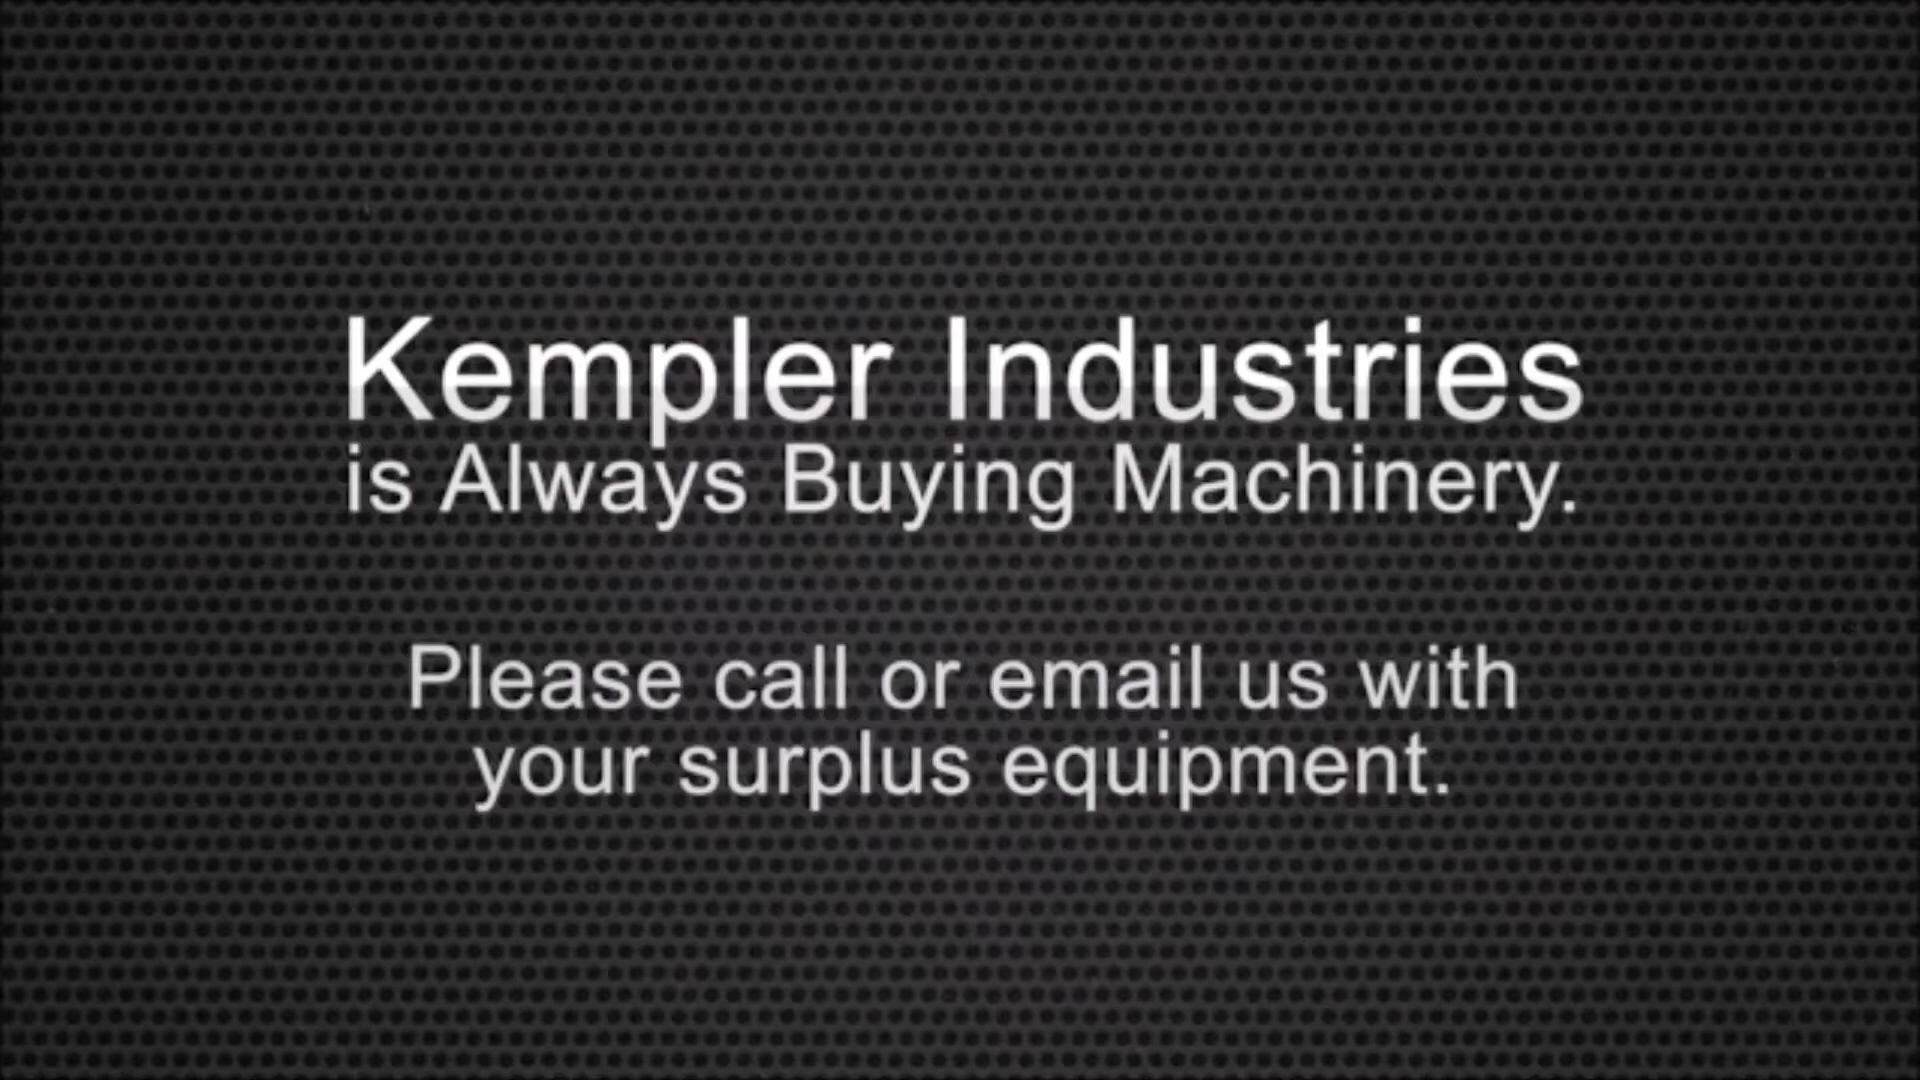 Kempler Industries
is Always Buying Machinery.
Please call or email us with
your surplus equipment.